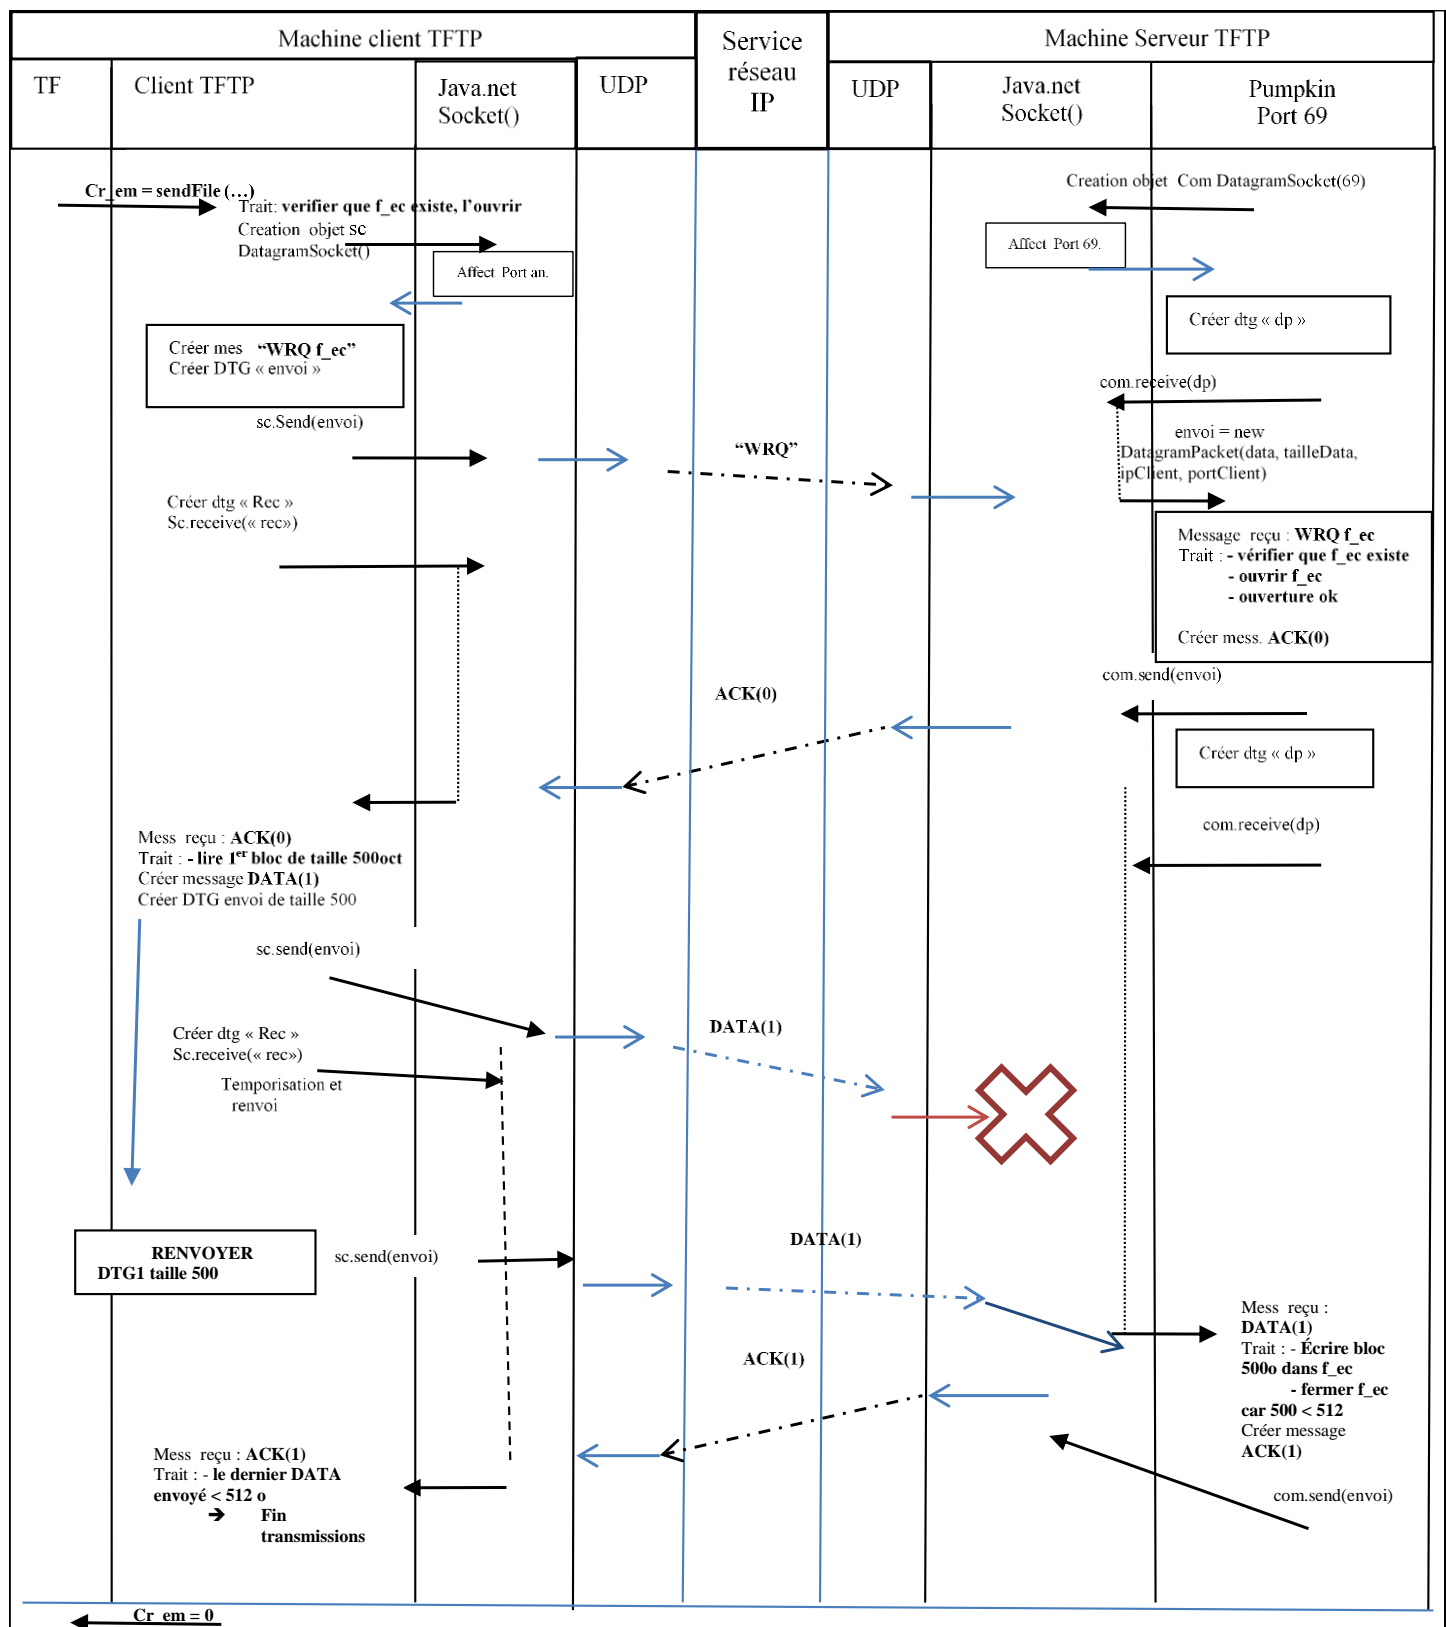 Machine client TFTP
Service
réseau
IP
Machine Serveur TFTP
TF
Client TFTP
Java.net
Socket()
UDP
UDP
Java.net
Socket()
Pumpkin
Port 69
Cr_em = sendFile (…)
Trait: verifier que f_ec existe, l’ouvrir
Creation objet sc
DatagramSocket()
Affect Port an.
Creation objet Com DatagramSocket(69)
Affect Port 69.
Créer dtg « dp »
Créer mes “WRQ f_ec”
Créer DTG « envoi »
sc.Send(envoi)
“WRQ”
com.receive(dp)
envoi = new
DatagramPacket(data, tailleData,
ipClient, portClient)
Créer dtg « Rec »
Sc.receive(« rec»)
Message reçu : WRQ f_ec
Trait : - vérifier que f_ec existe
- ouvrir f_ec
- ouverture ok
Créer mess. ACK(0)
com.send(envoi)
ACK(0)
Créer dtg « dp »
com.receive(dp)
Mess reçu : ACK(0)
Trait : - lire 1er bloc de taille 500oct
Créer message DATA(1)
Créer DTG envoi de taille 500
sc.send(envoi)
DATA(1)
Créer dtg « Rec »
Sc.receive(« rec»)
Temporisation et
renvoi
RENVOYER
DTG1 taille 500
sc.send(envoi)
DATA(1)
Mess reçu :
DATA(1)
Trait : - Écrire bloc
500o dans f_ec
- fermer f_ec
car 500 < 512
Créer message
ACK(1)
ACK(1)
com.send(envoi)
Mess reçu : ACK(1)
Trait : - le dernier DATA
envoyé < 512 o
➔ Fin
transmissions
Cr_em = 0